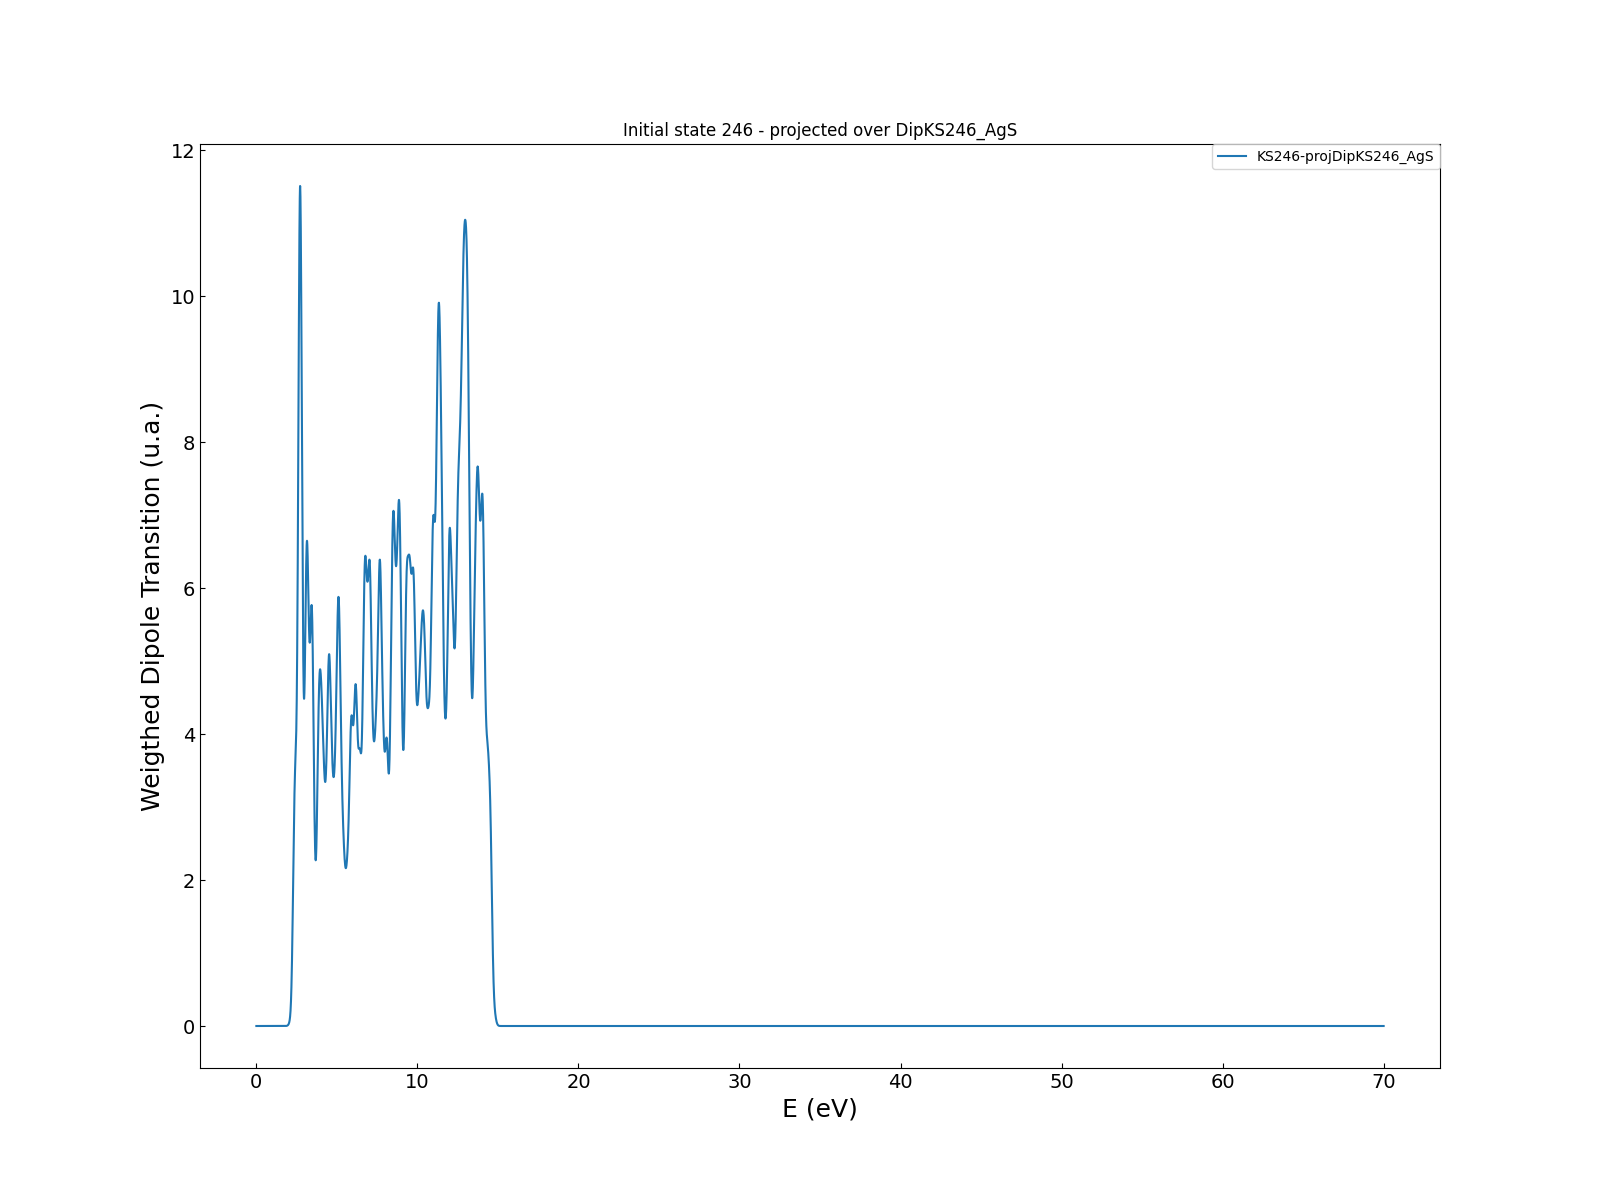 Initial state 246 - projected over DipKS246_AgS
KS246-projDipKS246_AgS
12
10
8
6
4
2
0
Weigthed Dipole Transition (u.a.)
0 10 20 30 40 50 60 70
E (eV)